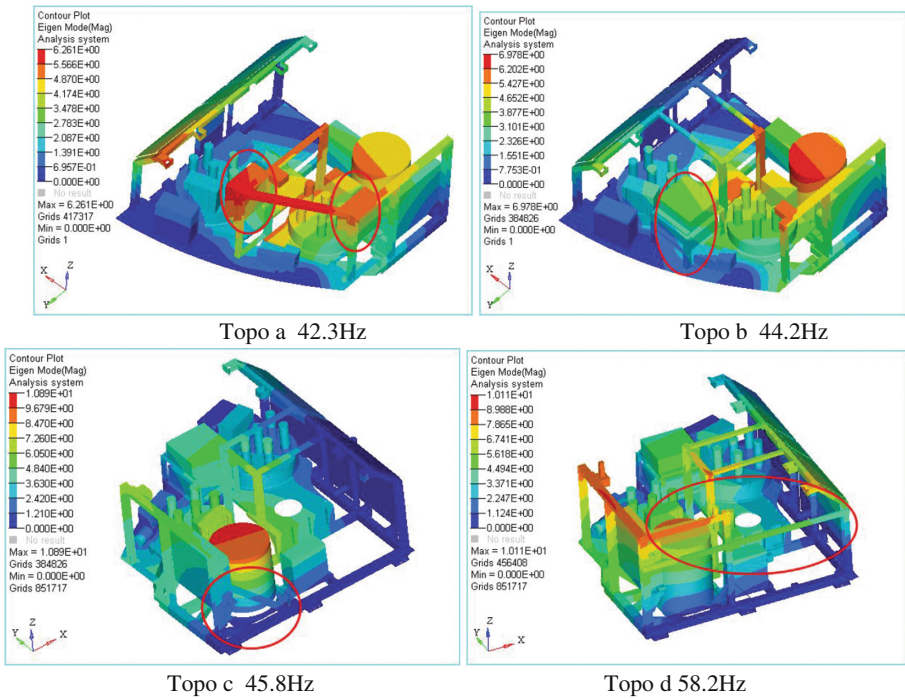 Contour Plot
Eigen Mode(Mag)
Analysis system
6.261E+00
5.566E+00
4.870E+00
4.174E+00
3.478E+00
2.783E+00
2.087E+00
1.391E+00
6.957E-01
0.000E+00
No result
Max = 6.261E+00
Grids 417317
Min = 0.000E+00
Grids 1
X
Z
Y
Contour Plot
Eigen Mode(Mag)
Analysis system
6.978E+00
6.202E+00
5.427E+00
4.652E+00
3.877E+00
3.101E+00
2.326E+00
1.551E+00
7.753E-01
0.000E+00
No result
Max = 6.978E+00
Grids 384826
Min = 0.000E+00
Grids 1
X
Z
Y
Topo a 42.3Hz
Topo b 44.2Hz
Contour Plot
Eigen Mode(Mag)
Analysis system
1.089E+01
9.679E+00
8.470E+00
7.260E+00
6.050E+00
4.840E+00
3.630E+00
2.420E+00
1.210E+00
0.000E+00
No result
Max = 1.089E+01
Grids 384826
Min = 0.000E+00
Grids 851717
Y
Z
X
Contour Plot
Eigen Mode(Mag)
Analysis system
1.011E+01
8.988E+00
7.865E+00
6.741E+00
5.618E+00
4.494E+00
3.371E+00
2.247E+00
1.124E+00
0.000E+00
No result
Max = 1.011E+01
Grids 456408
Min = 0.000E+00
Grids 851717
Y
Z
X
Topo c 45.8Hz
Topo d 58.2Hz